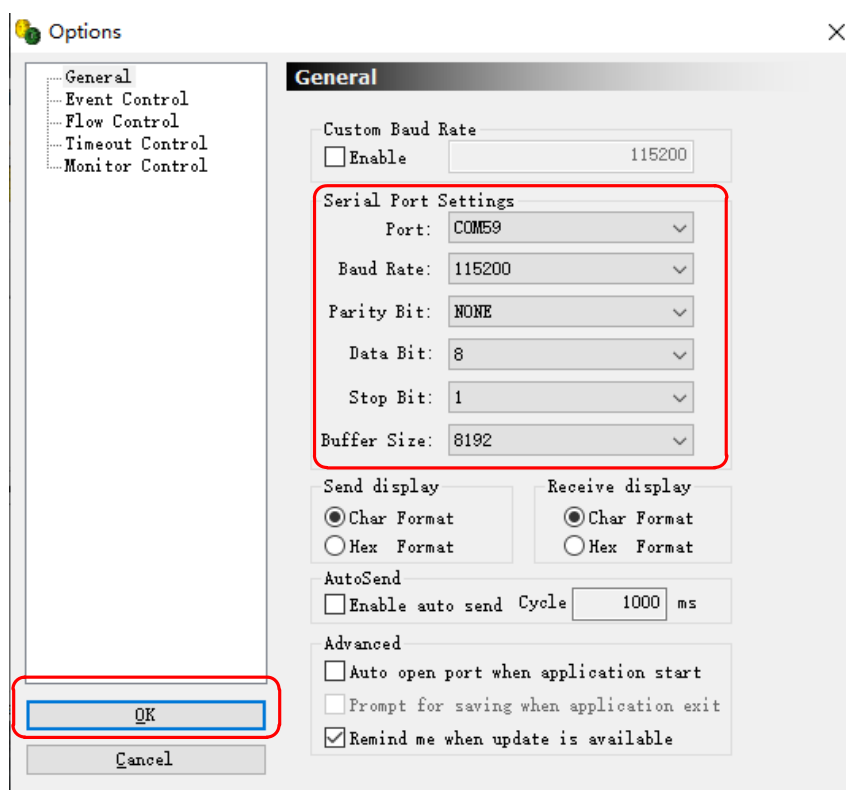 Options
General
Event Control
Flow Control
Timeout Control
Monitor Control
OK
Cancel
General
Custom Baud Rate
Enable 115200
Serial Port Settings
Port: COM59
Baud Rate: 115200
Parity Bit: NONE
Data Bit: 8
Stop Bit: 1
Buffer Size: 8192
Send display
Char Format
Hex Format
Receive display
Char Format
Hex Format
AutoSend
Enable auto send Cycle 1000 ms
Advanced
Auto open port when application start
Prompt for saving when application exit
Remind me when update is available